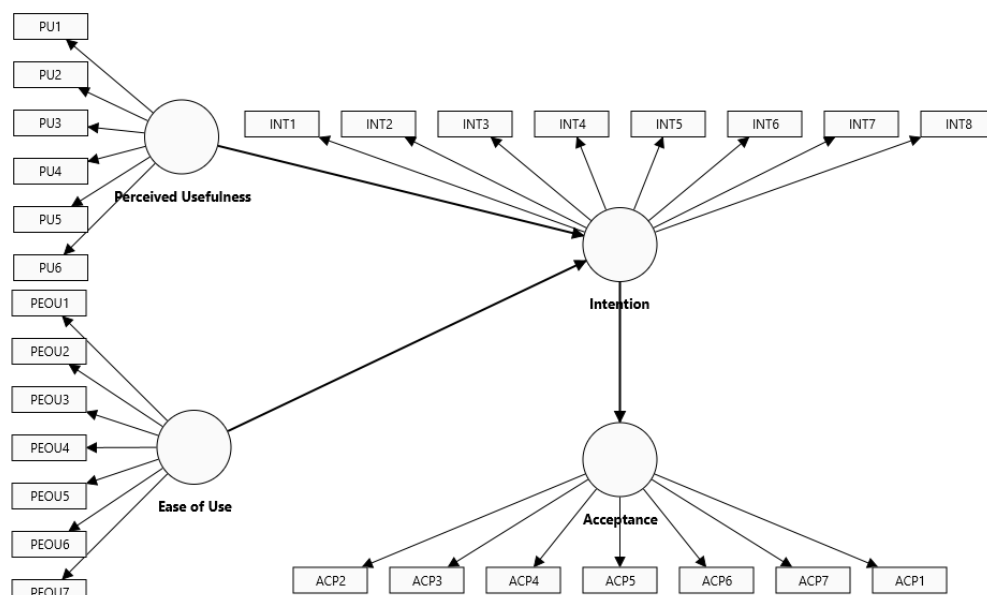 PU1
PU2
PU3
PU4
PU5
PU6
Perceived Usefulness
INT1 INT2 INT3 INT4 INT5 INT6 INT7 INT8
Intention
PEOU1
PEOU2
PEOU3
PEOU4
PEOU5
PEOU6
PEOU7
Ease of Use
Acceptance
ACP2 ACP3 ACP4 ACP5 ACP6 ACP7 ACP1